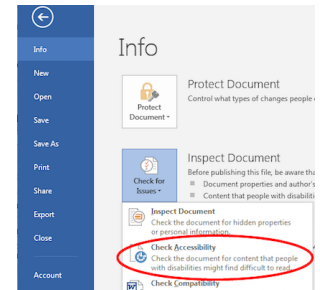 Info
New
Open
Save
Save As
Print
Share
Export
Close
Account
Info
Protect Document
Control what types of changes people
Protect
Document
Inspect Document
Before publishing this file, be aware tha
Document properties and author's
Content that people with disabiliti
Check for
Issues
Inspect Document
Check the document for hidden properties
or personal information.
Check Accessibility
Check the document for content that people
with disabilities might find difficult to read.
Check Compatibility